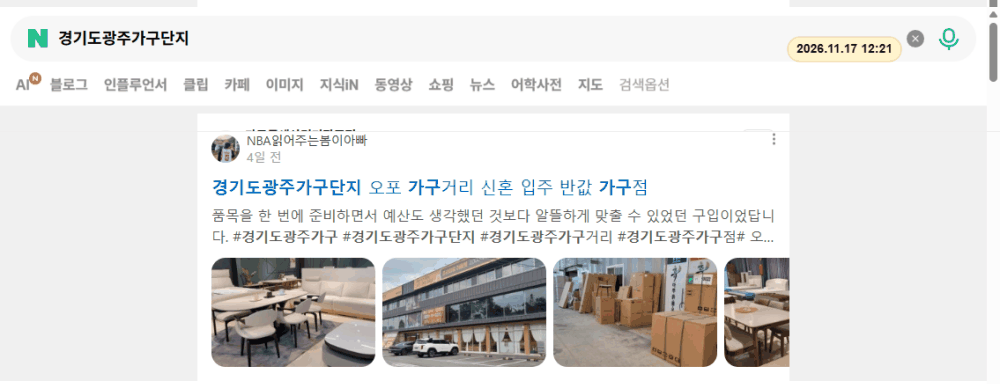 N 경기도광주가구단지
2026.11.17 12:21
AI N 블로그 인플루언서 클립 카페 이미지 지식iN 동영상 쇼핑 뉴스 어학사전 지도 검색옵션
NBA읽어주는봄이아빠
4일 전
경기도광주가구단지 오포 가구거리 신혼 입주 반값 가구점
품목을 한 번에 준비하면서 예산도 생각했던 것보다 알뜰하게 맞출 수 있었던 구입이었답니
다. #경기도광주가구 #경기도광주가구단지 #경기도광주가구거리 #경기도광주가구점# 오...